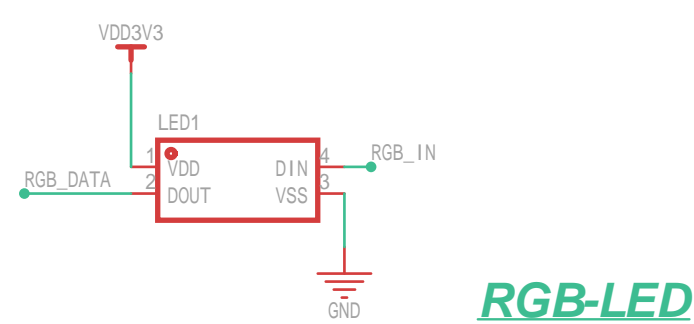 VDD3V3
LED1
1 VDD DIN 4 RGB_IN
RGB_DATA 2 DOUT VSS 3
GND
RGB-LED